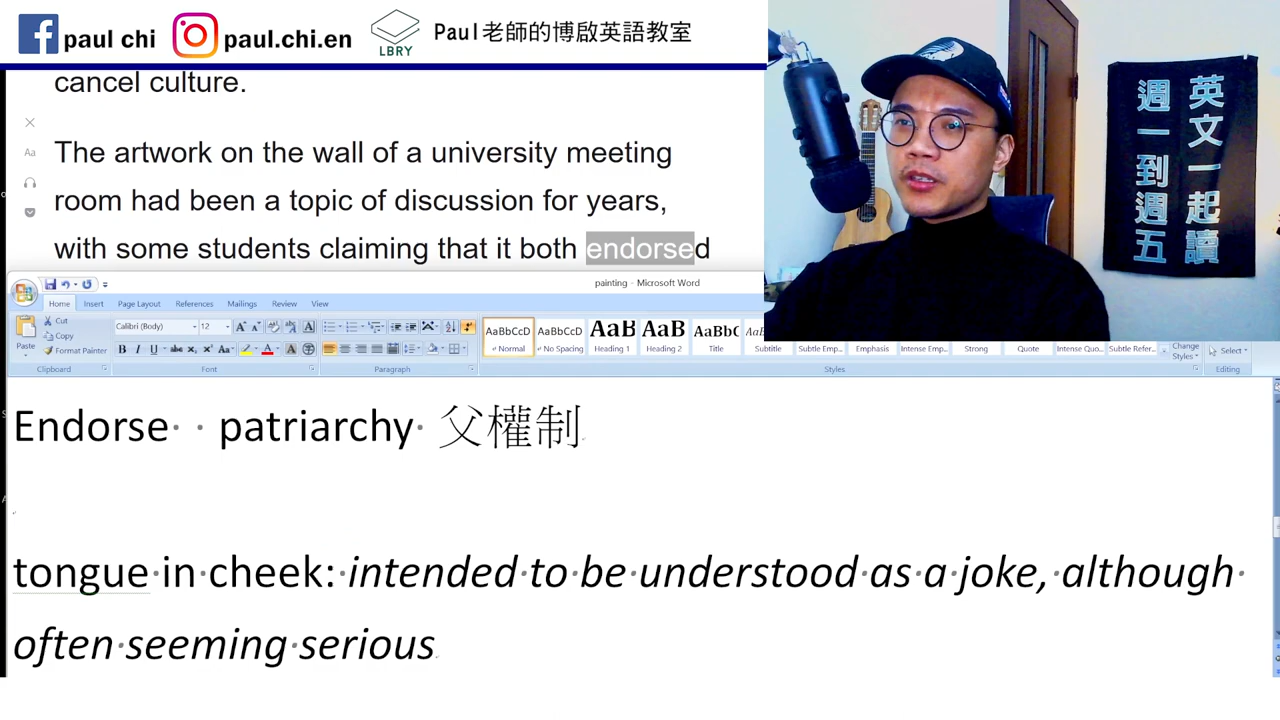 paul chi
paul.chi.en
LBRY
Paul老師的博啟英語教室
cancel culture.
The artwork on the wall of a university meeting
room had been a topic of discussion for years,
with some students claiming that it both endorsed
英文一起讀
週一到週五
Aa
painting - Microsoft Word
Home Insert Page Layout References Mailings Review View
Paste
Cut
Copy
Format Painter
Clipboard
Calibri (Body) 12
Font
Paragraph
AaBbCcD AaBbCcD AaB AaB AaBb(
Normal No Spacing Heading 1 Heading 2 Title Subtitle Subtle Emp... Emphasis Intense Emp... Strong Quote Intense Quo... Subtle Refer...
Change Styles
Styles
Select
Editing
Endorse patriarchy 父權制
tongue in cheek: intended to be understood as a joke, although
often seeming serious